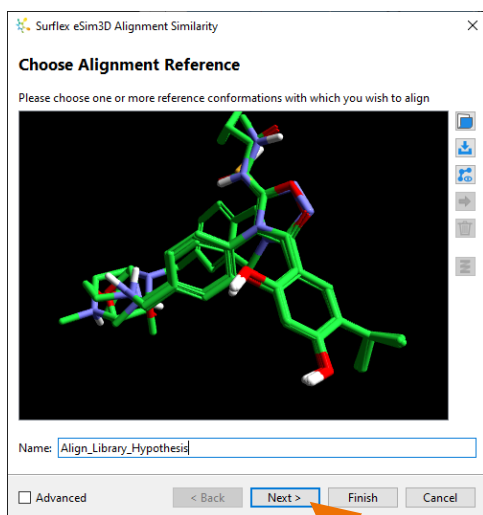 Surflex eSim3D Alignment Similarity
Choose Alignment Reference
Please choose one or more reference conformations with which you wish to align
Name: Align_Library_Hypothesis
Advanced < Back Next > Finish Cancel